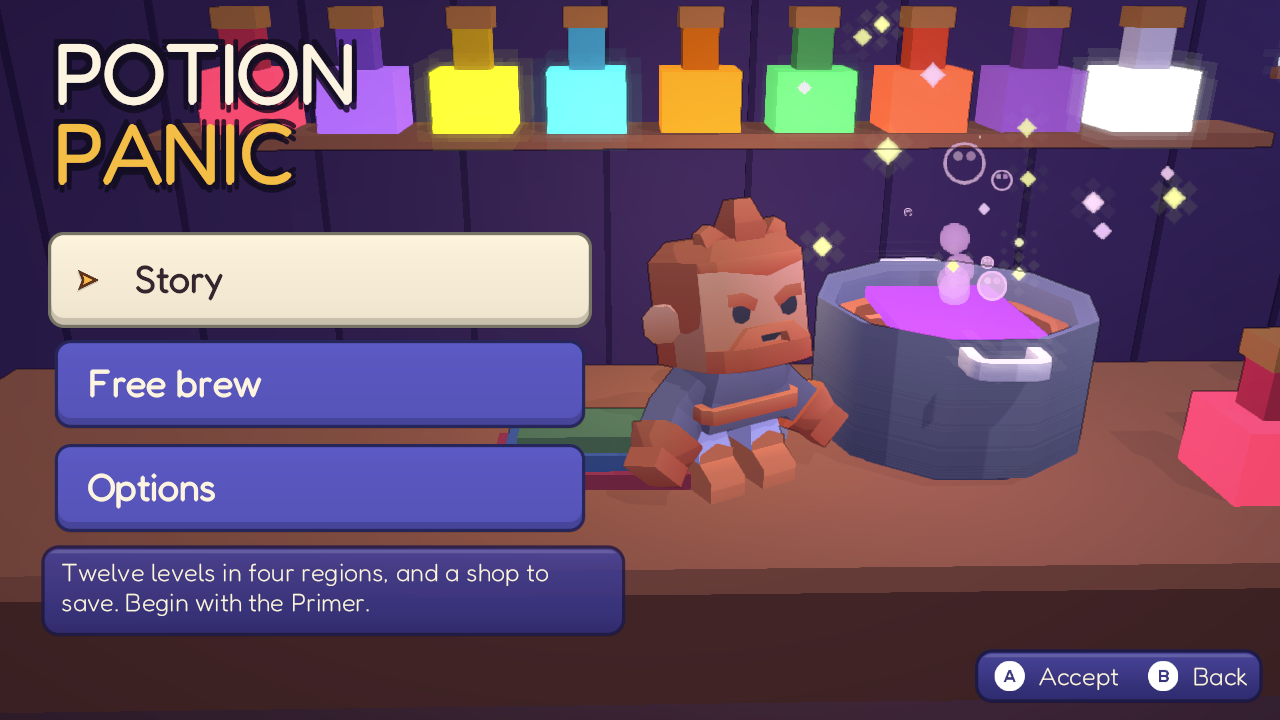 POTION
PANIC
Story
Free brew
Options
Twelve levels in four regions, and a shop to
save. Begin with the Primer.
A Accept B Back